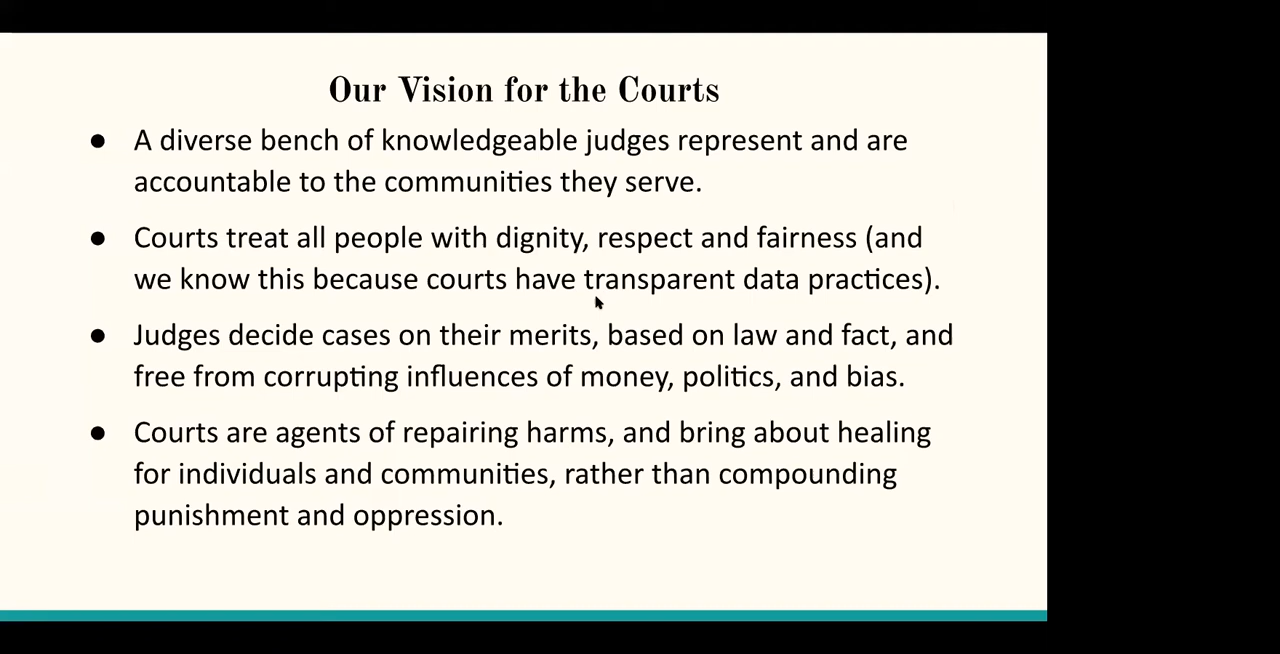 Our Vision for the Courts
● A diverse bench of knowledgeable judges represent and are
accountable to the communities they serve.
● Courts treat all people with dignity, respect and fairness (and
we know this because courts have transparent data practices).
● Judges decide cases on their merits, based on law and fact, and
free from corrupting influences of money, politics, and bias.
● Courts are agents of repairing harms, and bring about healing
for individuals and communities, rather than compounding
punishment and oppression.